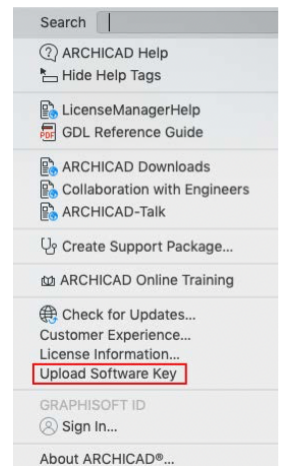 Search
ARCHICAD Help
Hide Help Tags
LicenseManagerHelp
PDF GDL Reference Guide
ARCHICAD Downloads
Collaboration with Engineers
ARCHICAD-Talk
Create Support Package...
ARCHICAD Online Training
Check for Updates...
Customer Experience...
License Information...
Upload Software Key
GRAPHISOFT ID
Sign In...
About ARCHICAD®...